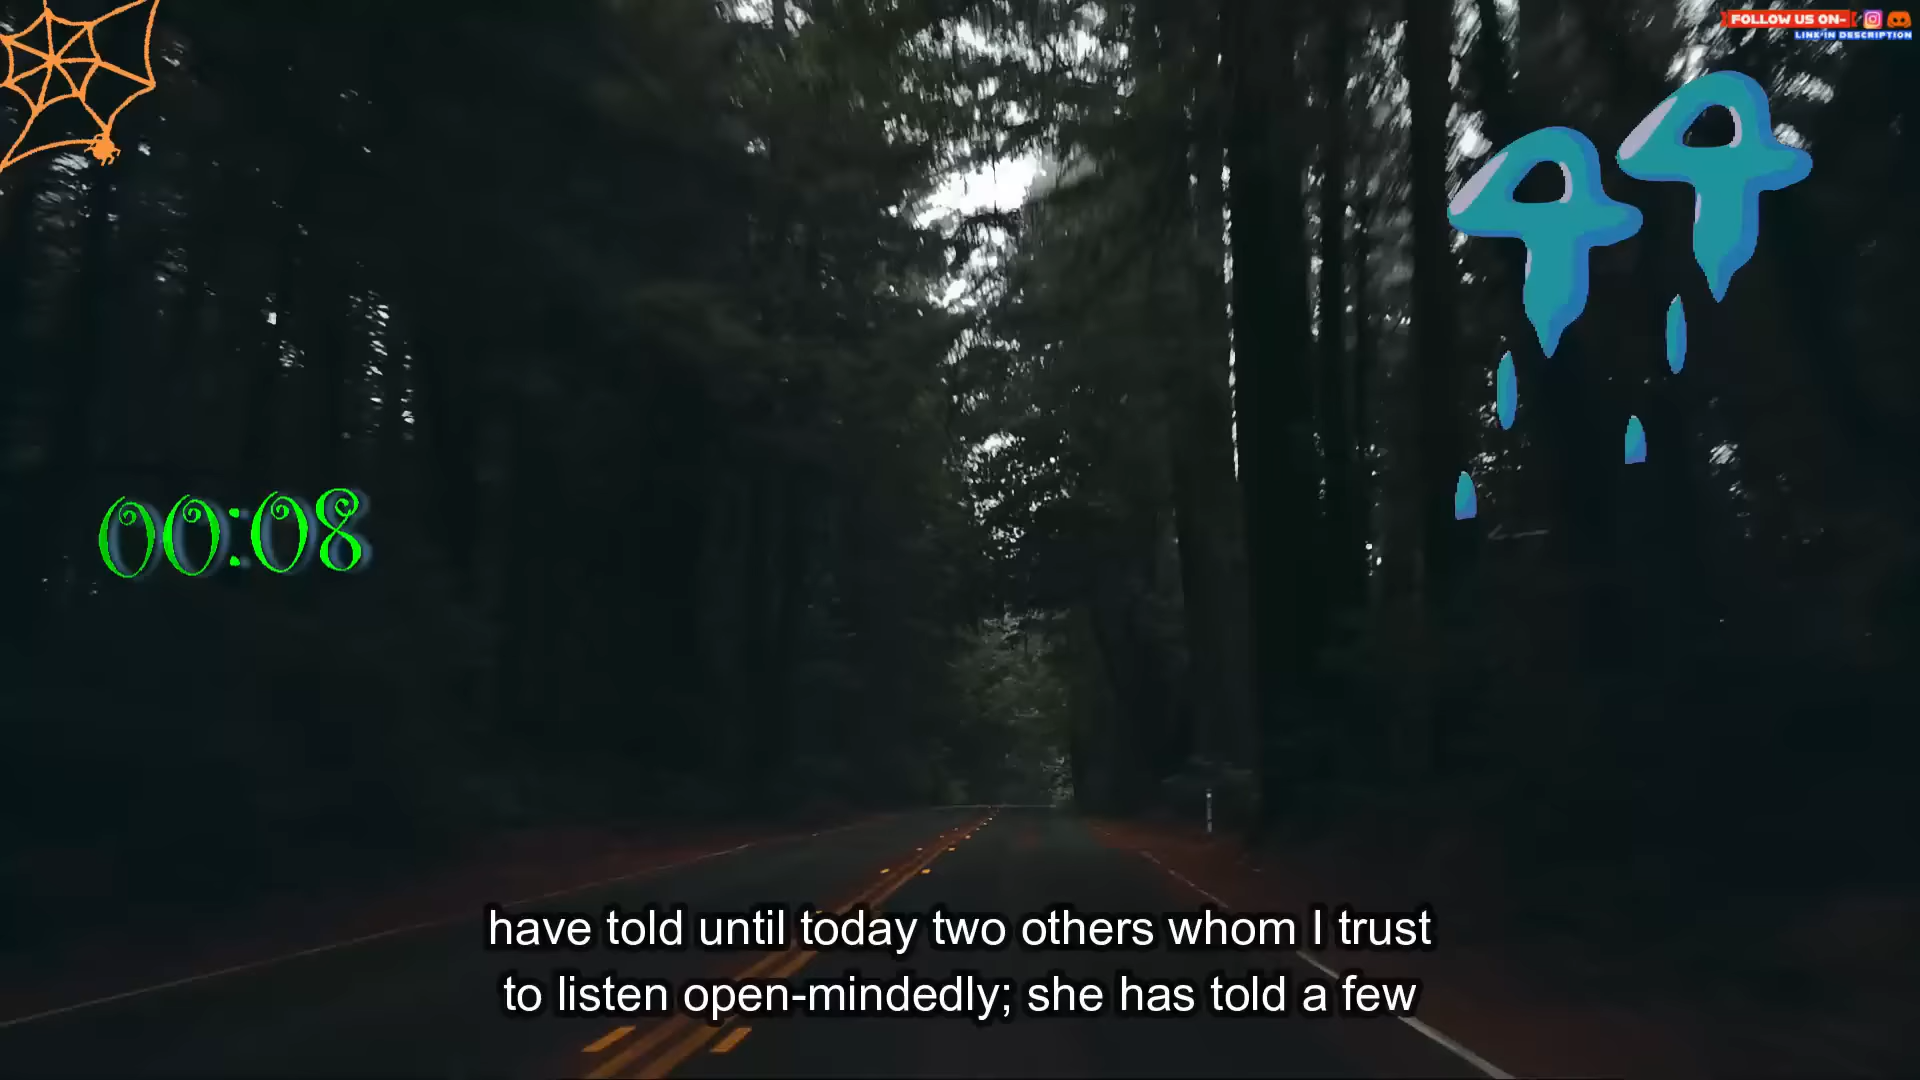 FOLLOW US ON-
LINK IN DESCRIPTION
44
00:08
have told until today two others whom I trust
to listen open-mindedly; she has told a few